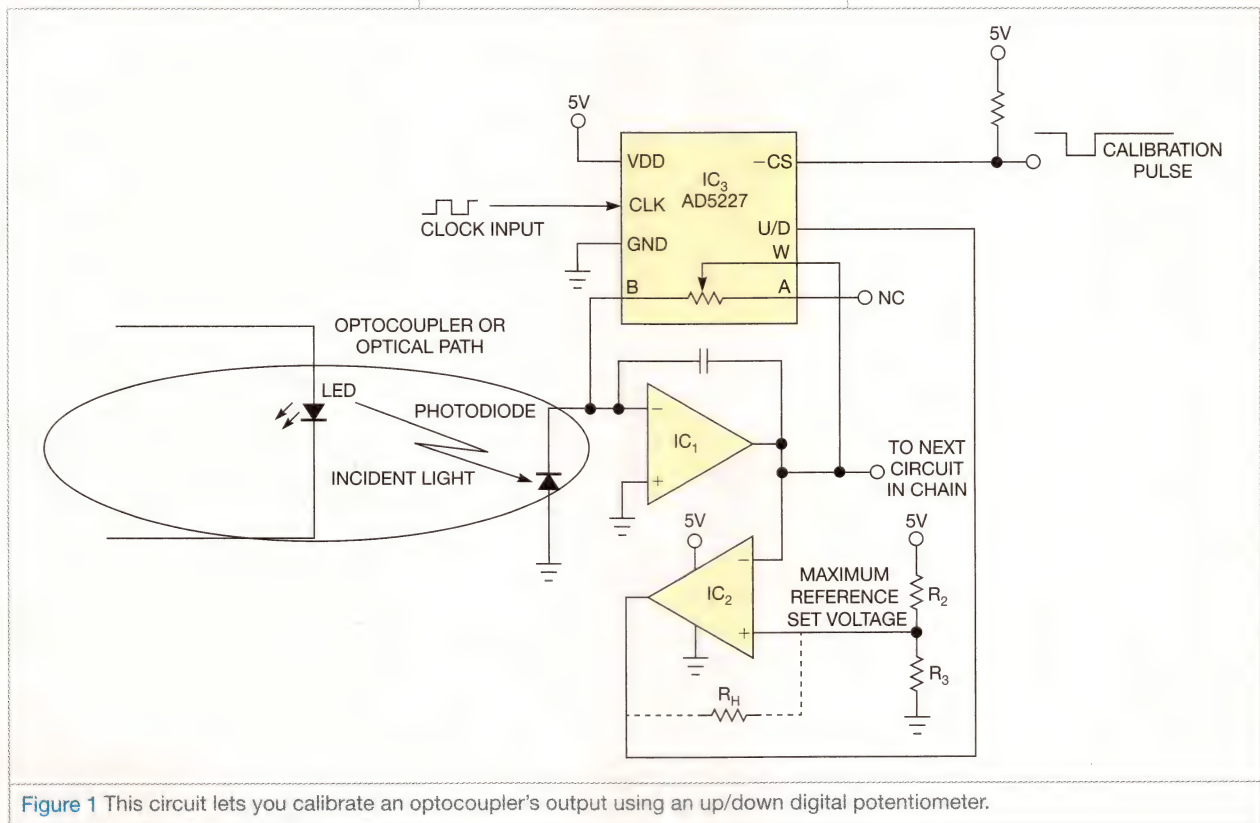 5V
5V
VDD
−CS
CALIBRATION
PULSE
IC3
AD5227
CLK
CLOCK INPUT
U/D
GND
W
B
A
NC
OPTOCOUPLER OR
OPTICAL PATH
LED
PHOTODIODE
−
IC1
+
INCIDENT LIGHT
TO NEXT
CIRCUIT
IN CHAIN
5V
5V
−
IC2
+
MAXIMUM
REFERENCE
SET VOLTAGE
R2
R3
RH
Figure 1 This circuit lets you calibrate an optocoupler's output using an up/down digital potentiometer.